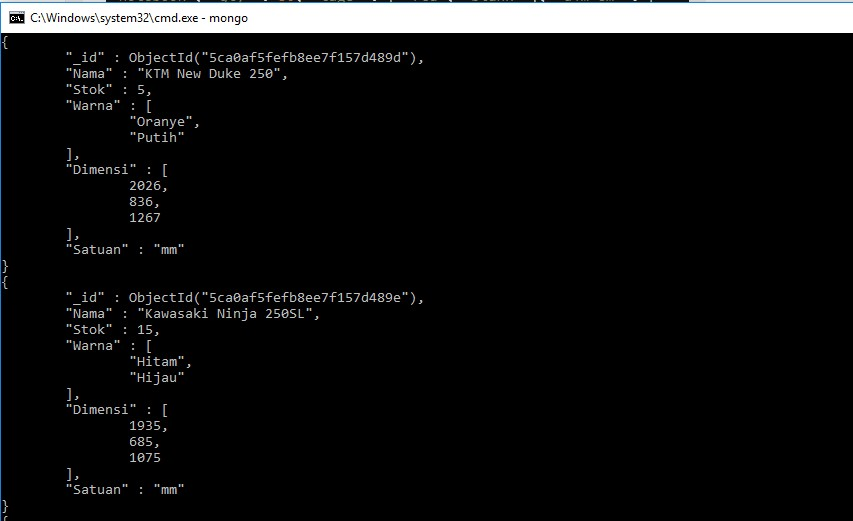 C:\Windows\system32\cmd.exe - mongo
{
"_id" : ObjectId("5ca0af5fefb8ee7f157d489d"),
"Nama" : "KTM New Duke 250",
"Stok" : 5,
"Warna" : [
"Oranye",
"Putih"
],
"Dimensi" : [
2026,
836,
1267
],
"Satuan" : "mm"
}
{
"_id" : ObjectId("5ca0af5fefb8ee7f157d489e"),
"Nama" : "Kawasaki Ninja 250SL",
"Stok" : 15,
"Warna" : [
"Hitam",
"Hijau"
],
"Dimensi" : [
1935,
685,
1075
],
"Satuan" : "mm"
}
{